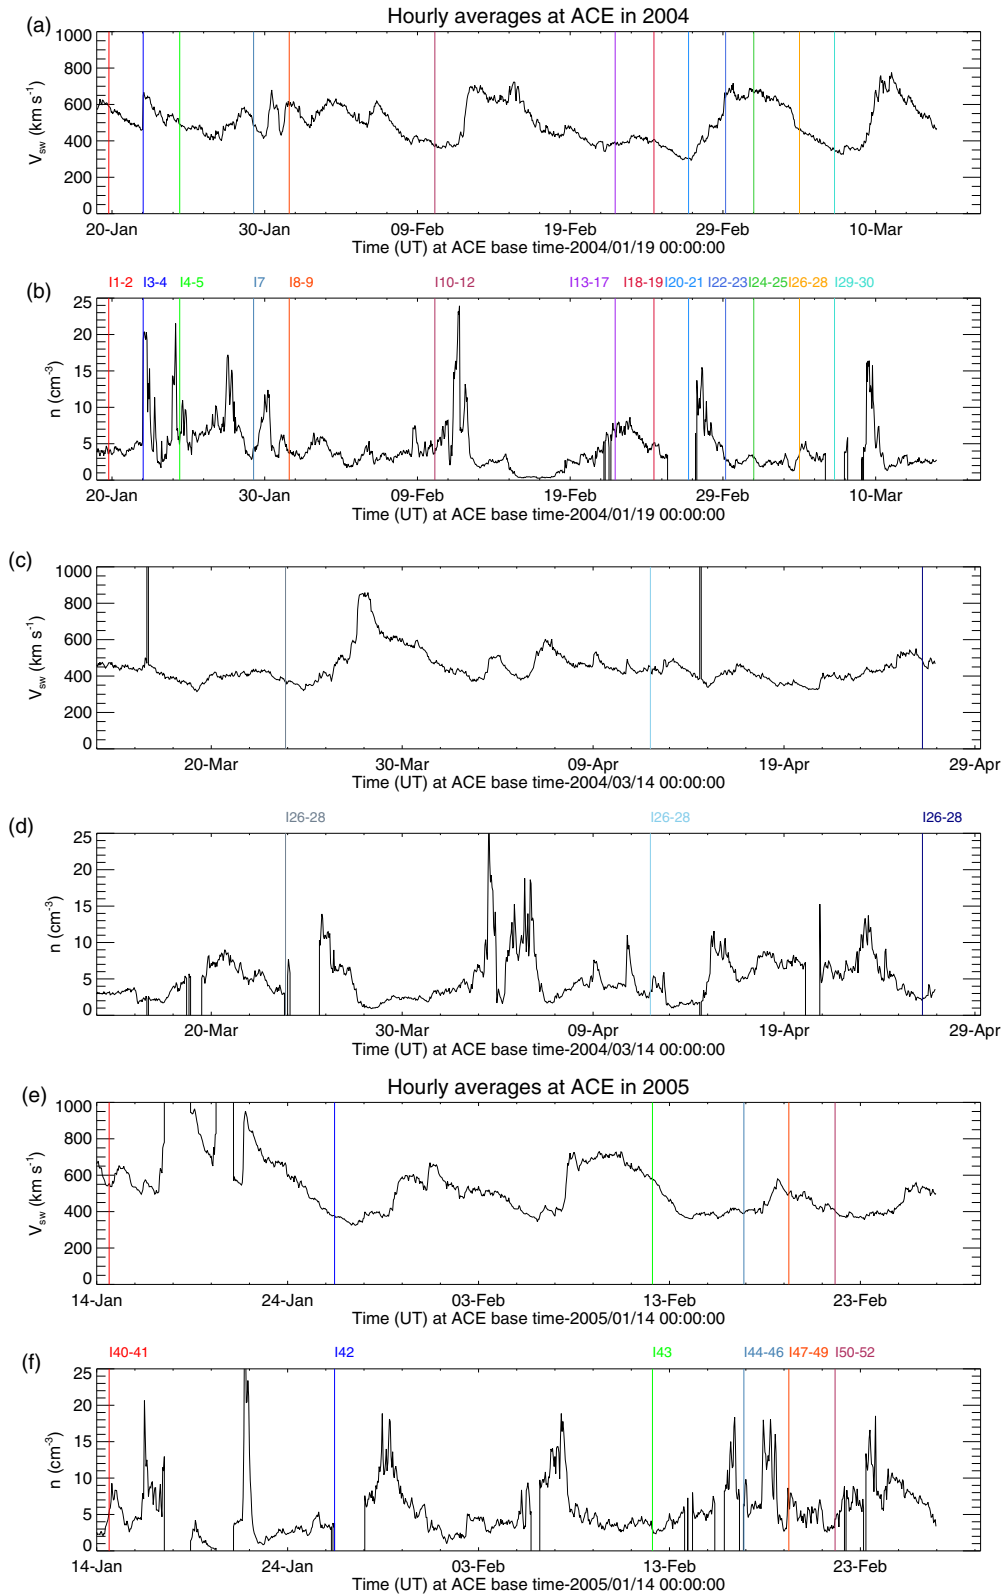 Hourly averages at ACE in 2004
(a)
1000
800
600
400
200
0
V_sw (km s⁻¹)
20-Jan 30-Jan 09-Feb 19-Feb 29-Feb 10-Mar
Time (UT) at ACE base time-2004/01/19 00:00:00
I1-2 I3-4 I4-5 I7 I8-9 I10-12 I13-17 I18-19 I20-21 I22-23 I24-25 I26-28 I29-30
(b)
25
20
15
10
5
0
n (cm⁻³)
20-Jan 30-Jan 09-Feb 19-Feb 29-Feb 10-Mar
Time (UT) at ACE base time-2004/01/19 00:00:00
(c)
1000
800
600
400
200
0
V_sw (km s⁻¹)
20-Mar 30-Mar 09-Apr 19-Apr 29-Apr
Time (UT) at ACE base time-2004/03/14 00:00:00
I26-28 I26-28 I26-28
(d)
25
20
15
10
5
0
n (cm⁻³)
20-Mar 30-Mar 09-Apr 19-Apr 29-Apr
Time (UT) at ACE base time-2004/03/14 00:00:00
Hourly averages at ACE in 2005
(e)
1000
800
600
400
200
0
V_sw (km s⁻¹)
14-Jan 24-Jan 03-Feb 13-Feb 23-Feb
Time (UT) at ACE base time-2005/01/14 00:00:00
I40-41 I42 I43 I44-46 I47-49 I50-52
(f)
25
20
15
10
5
0
n (cm⁻³)
14-Jan 24-Jan 03-Feb 13-Feb 23-Feb
Time (UT) at ACE base time-2005/01/14 00:00:00